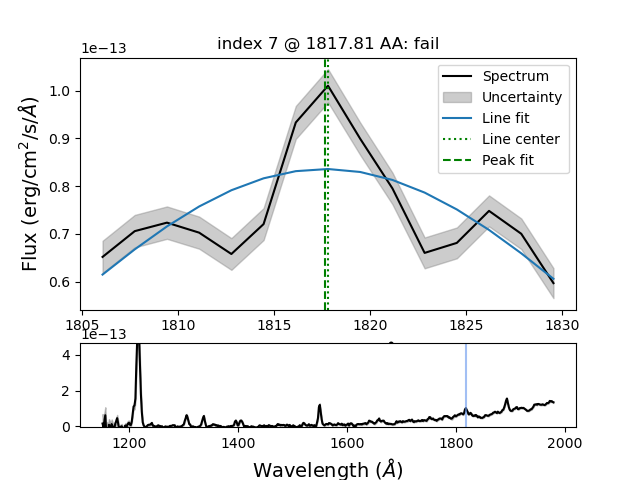 index 7 @ 1817.81 AA: fail
1e−13
Flux (erg/cm²/s/Å)
1.0
0.9
0.8
0.7
0.6
Spectrum
Uncertainty
Line fit
Line center
Peak fit
1805 1810 1815 1820 1825 1830
1e−13
4
2
0
1200 1400 1600 1800 2000
Wavelength (Å)